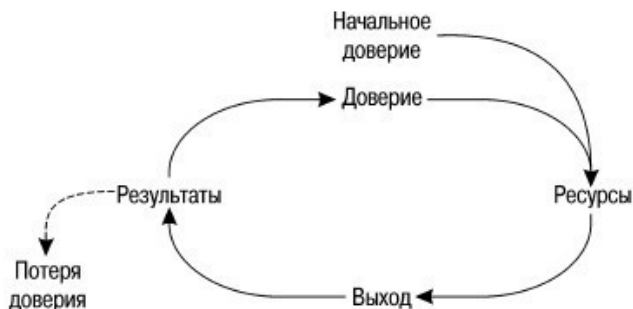 Начальное
доверие
Доверие
Результаты
Ресурсы
Потеря
доверия
Выход